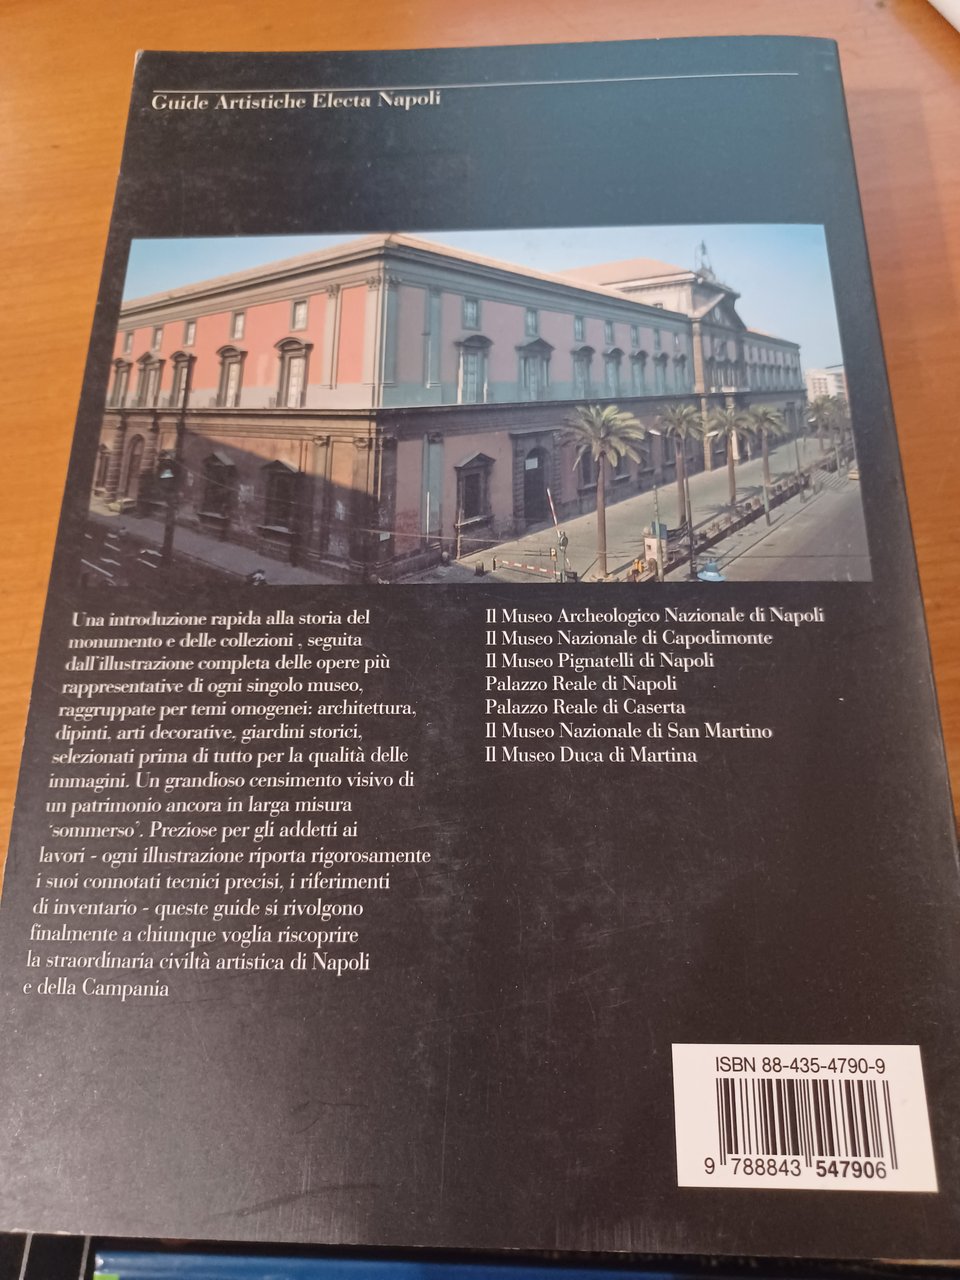 Guide Artistiche Electa Napoli
Una introduzione rapida alla storia del
monumento e delle collezioni , seguita
dall'illustrazione completa delle opere più
rappresentative di ogni singolo museo,
raggruppate per temi omogenei: architettura,
dipinti, arti decorative, giardini storici,
selezionati prima di tutto per la qualità delle
immagini. Un grandioso censimento visivo di
un patrimonio ancora in larga misura
"sommerso". Preziose per gli addetti ai
lavori - ogni illustrazione riporta rigorosamente
i suoi connotati tecnici precisi, i riferimenti
di inventario - queste guide si rivolgono
finalmente a chiunque voglia riscoprire
la straordinaria civiltà artistica di Napoli
e della Campania
Il Museo Archeologico Nazionale di Napoli
Il Museo Nazionale di Capodimonte
Il Museo Pignatelli di Napoli
Palazzo Reale di Napoli
Palazzo Reale di Caserta
Il Museo Nazionale di San Martino
Il Museo Duca di Martina
ISBN 88-435-4790-9
9 788843 547906